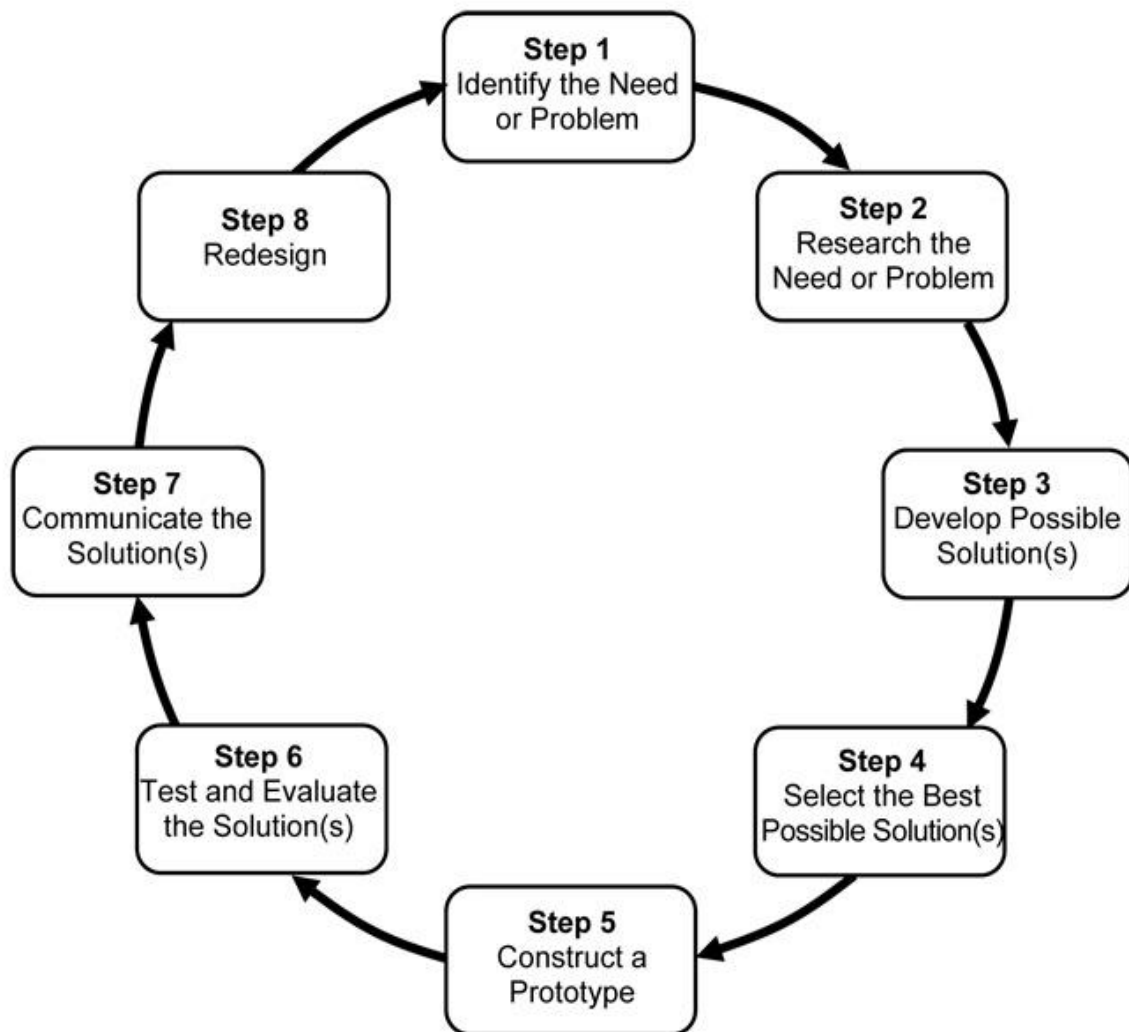 Step 1
Identify the Need
or Problem
Step 2
Research the
Need or Problem
Step 3
Develop Possible
Solution(s)
Step 4
Select the Best
Possible Solution(s)
Step 5
Construct a
Prototype
Step 6
Test and Evaluate
the Solution(s)
Step 7
Communicate the
Solution(s)
Step 8
Redesign